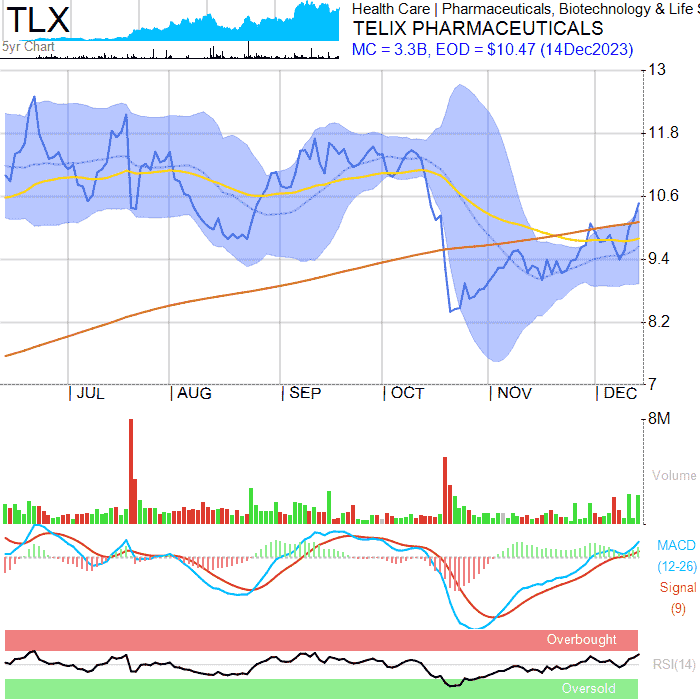 TLX
Health Care | Pharmaceuticals, Biotechnology & Life S
TELIX PHARMACEUTICALS
5yr Chart
MC = 3.3B, EOD = $10.47 (14Dec2023)
13
11.8
10.6
9.4
8.2
7
| JUL | AUG | SEP | OCT | NOV | DEC
8M
Volume
MACD
(12-26)
Signal
(9)
Overbought
RSI(14)
Oversold